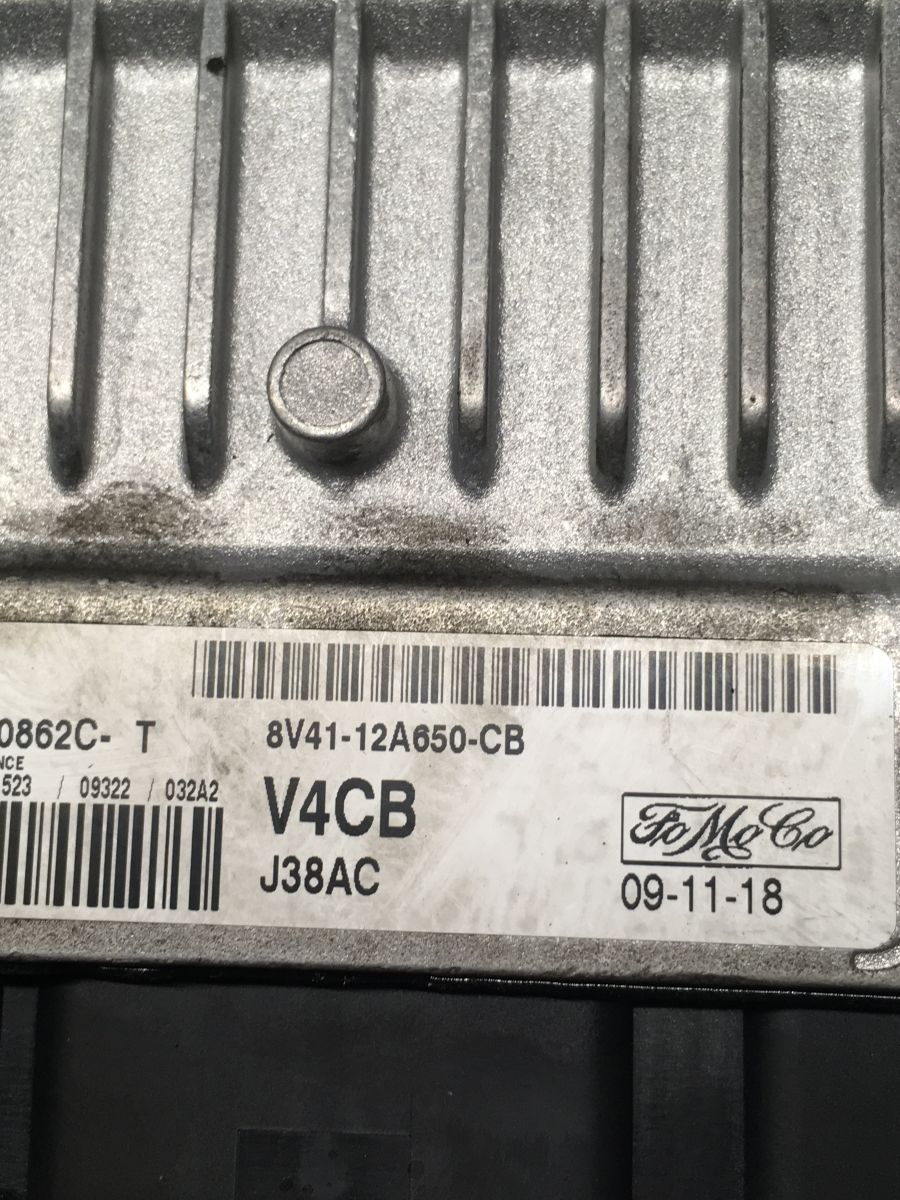 0862C- T
8V41-12A650-CB
NCE
523 / 09322 / 032A2
V4CB
FoMoCo
J38AC
09-11-18